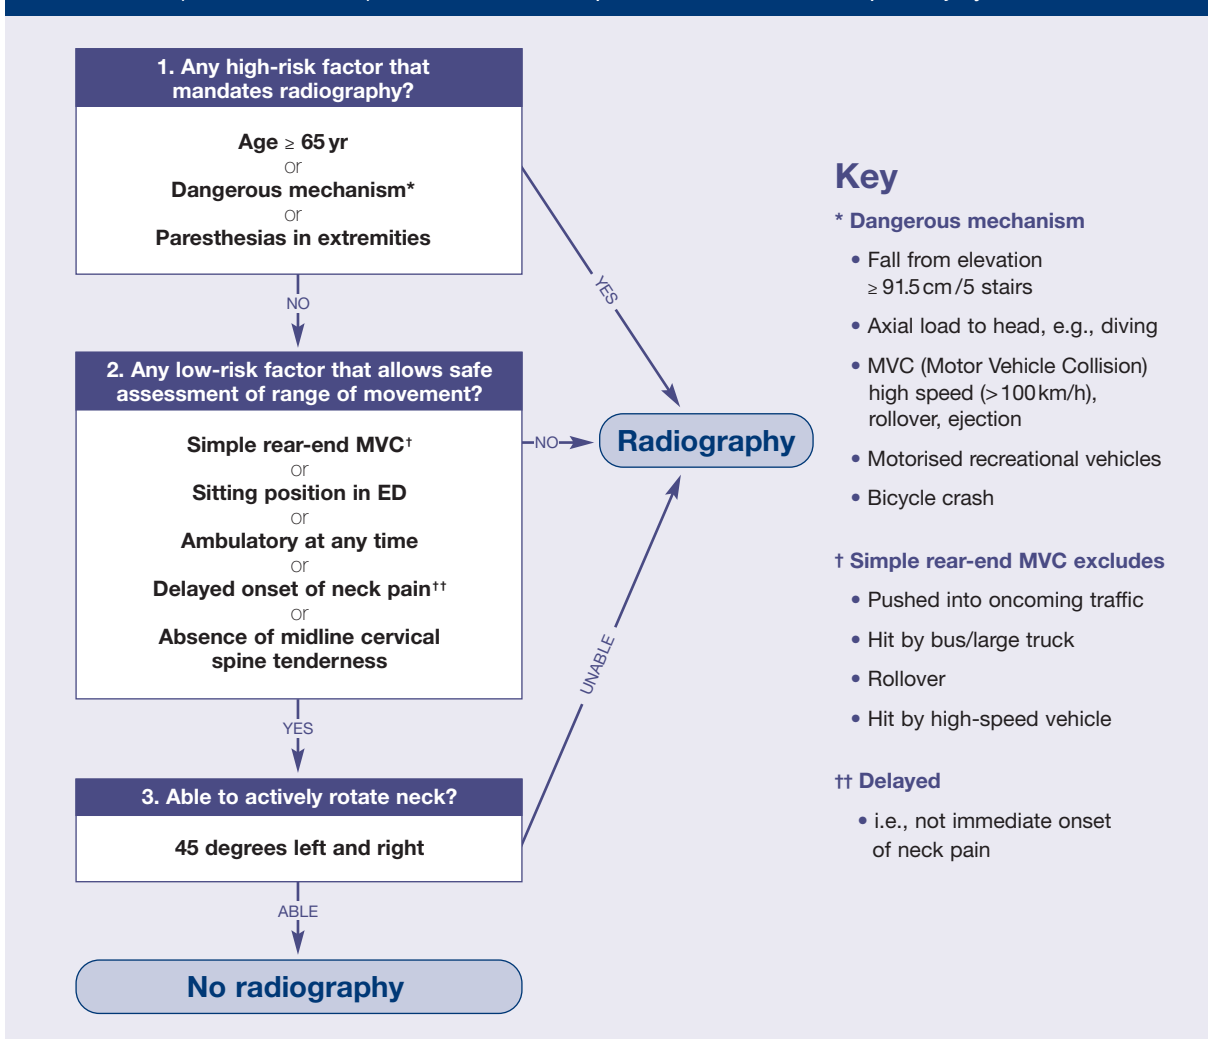 1. Any high-risk factor that
mandates radiography?
Age ≥ 65 yr
or
Dangerous mechanism*
or
Paresthesias in extremities
NO
YES
2. Any low-risk factor that allows safe
assessment of range of movement?
Simple rear-end MVC†
or
Sitting position in ED
or
Ambulatory at any time
or
Delayed onset of neck pain††
or
Absence of midline cervical
spine tenderness
NO
Radiography
YES
UNABLE
3. Able to actively rotate neck?
45 degrees left and right
ABLE
No radiography
Key
* Dangerous mechanism
• Fall from elevation
≥ 91.5 cm /5 stairs
• Axial load to head, e.g., diving
• MVC (Motor Vehicle Collision)
high speed (> 100 km/h),
rollover, ejection
• Motorised recreational vehicles
• Bicycle crash
† Simple rear-end MVC excludes
• Pushed into oncoming traffic
• Hit by bus/large truck
• Rollover
• Hit by high-speed vehicle
†† Delayed
• i.e., not immediate onset
of neck pain